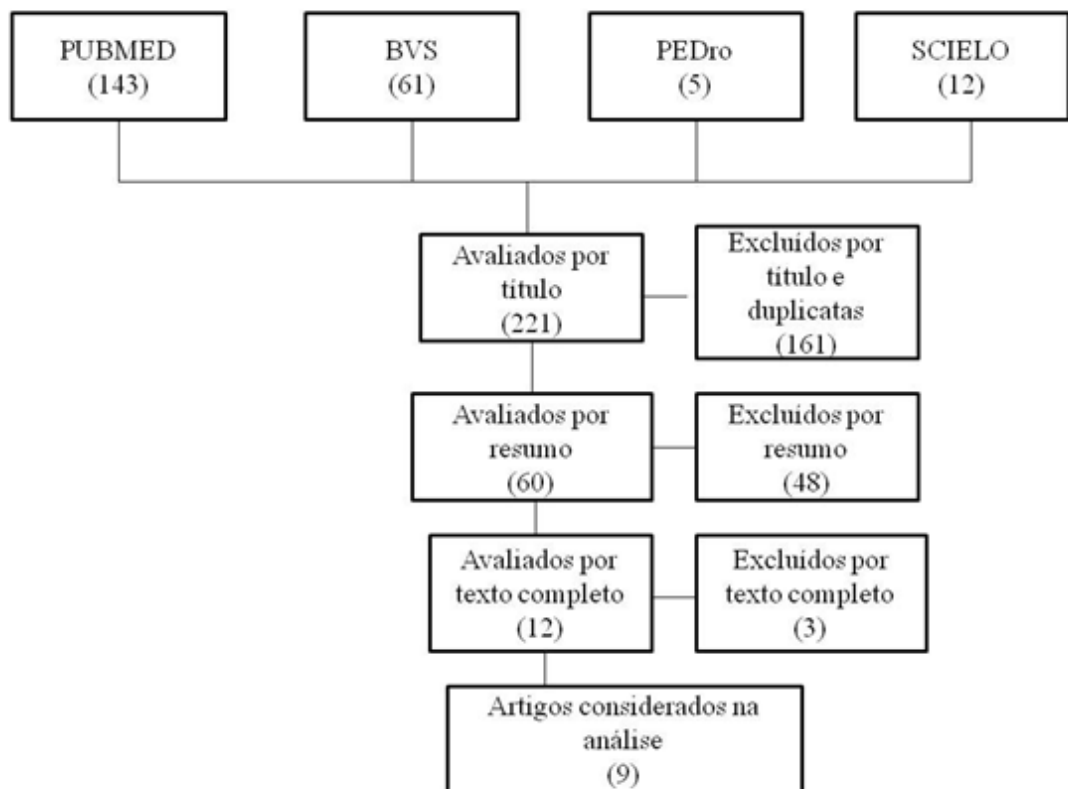 PUBMED
(143)
BVS
(61)
PEDro
(5)
SCIELO
(12)
Avaliados por
título
(221)
Excluídos por
título e
duplicatas
(161)
Avaliados por
resumo
(60)
Excluídos por
resumo
(48)
Avaliados por
texto completo
(12)
Excluídos por
texto completo
(3)
Artigos considerados na
análise
(9)